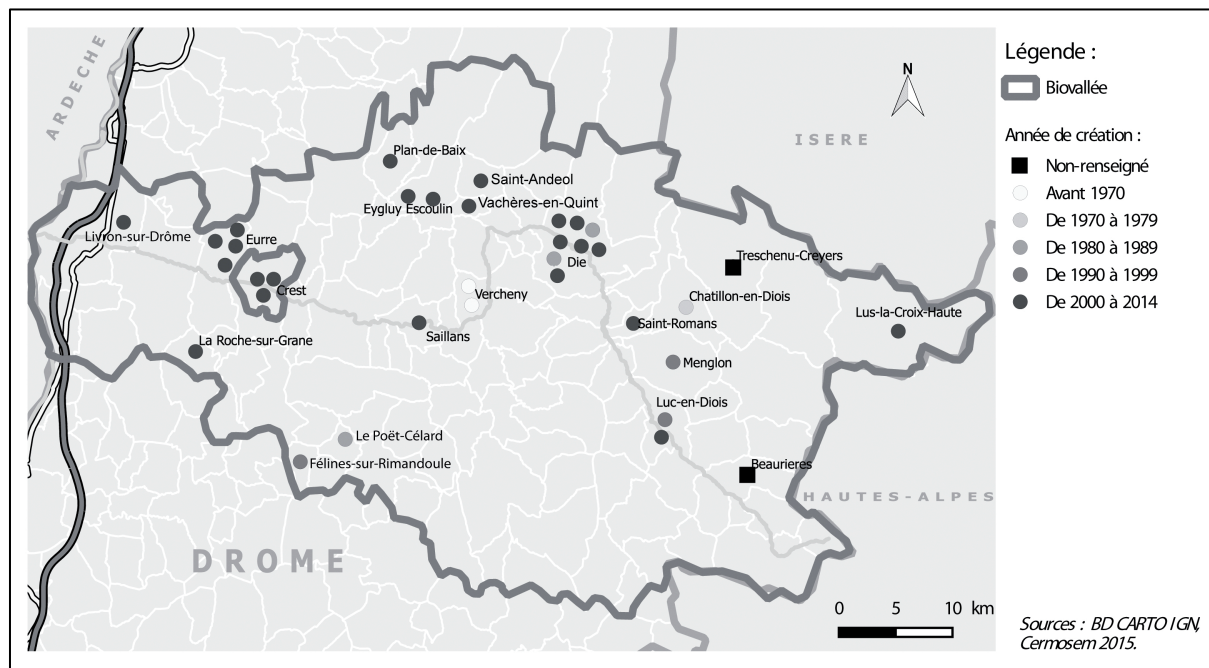 ARDECHE
N
ISERE
Plan-de-Baix
Saint-Andeol
Eygluy Escoulin
Vachères-en-Quint
Livron-sur-Drôme
Eurre
Die
Treschenu-Creyers
Crest
Vercheny
Chatillon-en-Diois
Lus-la-Croix-Haute
Saillans
Saint-Romans
La Roche-sur-Grane
Menglon
Luc-en-Diois
Le Poët-Célard
Félines-sur-Rimandoule
Beaurieres
HAUTES-ALPES
DROME
0 5 10 km
Légende :
Biovallée
Année de création :
Non-renseigné
Avant 1970
De 1970 à 1979
De 1980 à 1989
De 1990 à 1999
De 2000 à 2014
Sources : BD CARTO IGN,
Cermosem 2015.